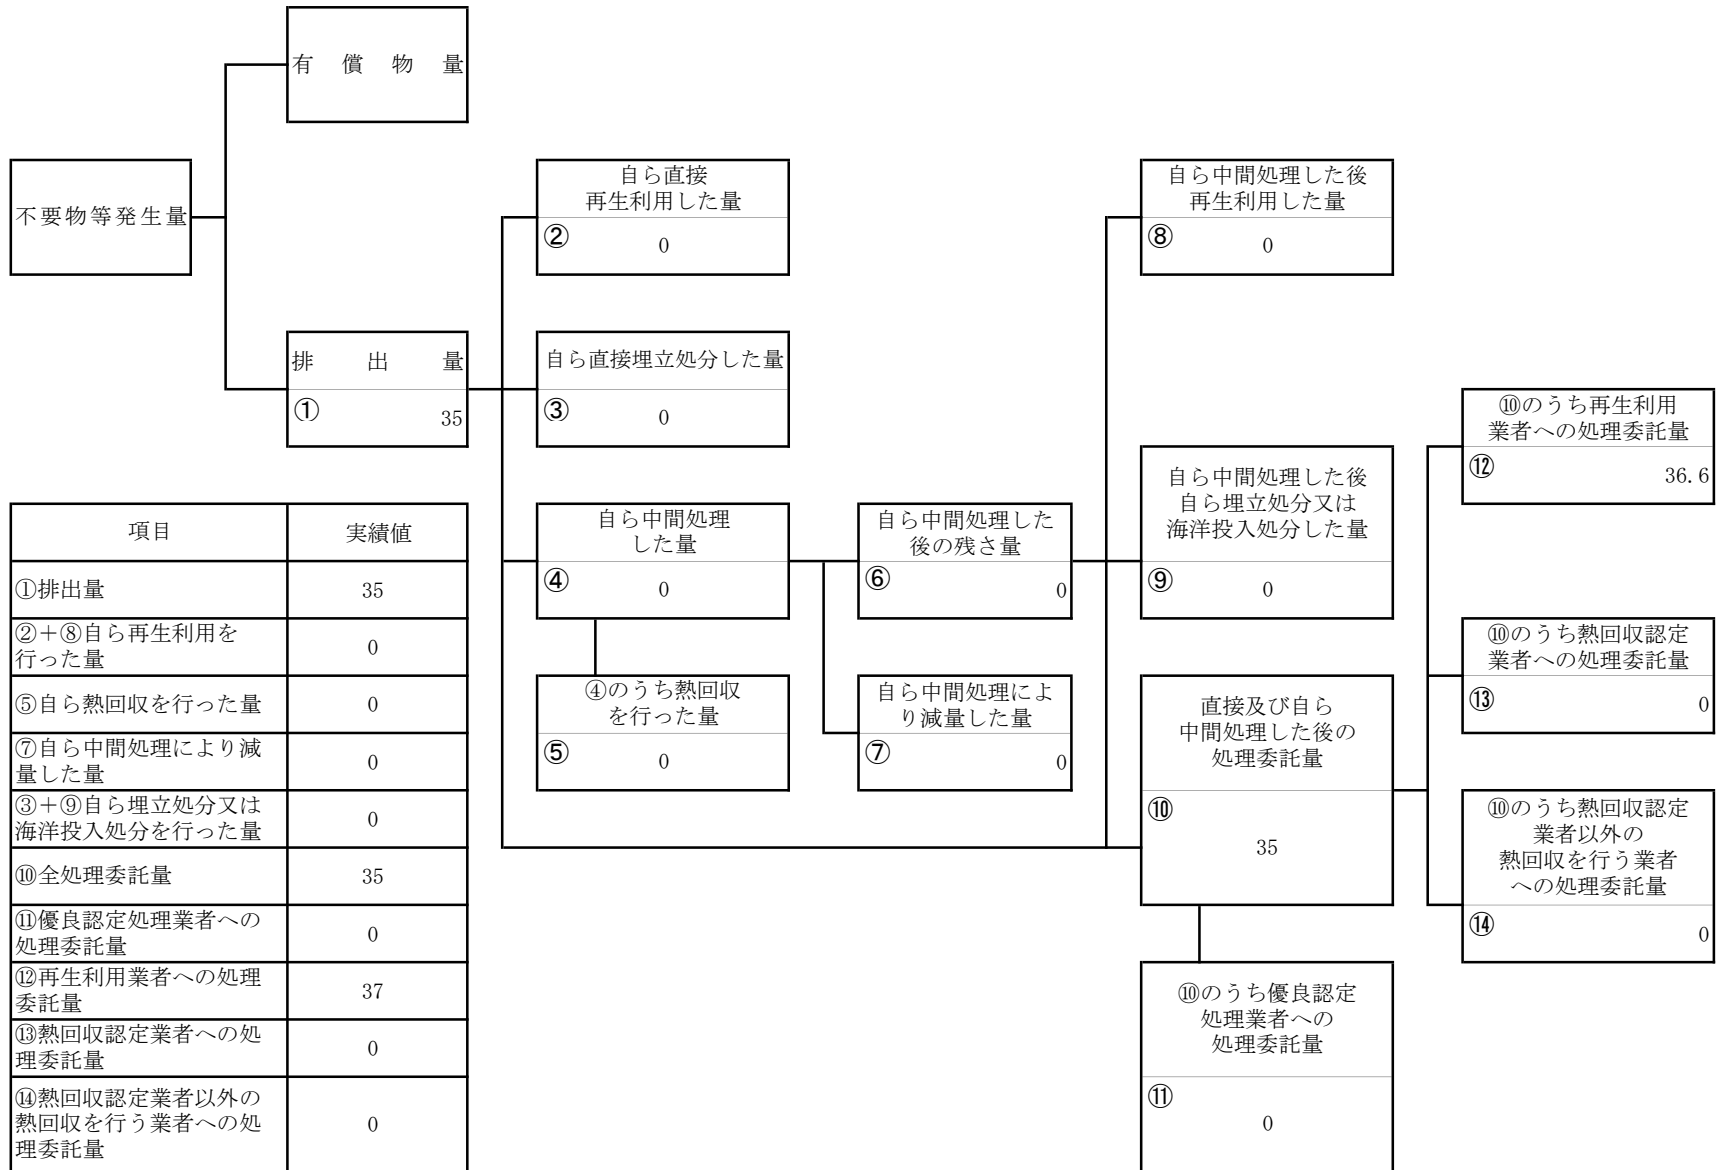 有償物量
不要物等発生量
排出量
①
35
自ら直接
再生利用した量
②
0
自ら直接埋立処分した量
③
0
自ら中間処理
した量
④
0
④のうち熱回収
を行った量
⑤
0
自ら中間処理した
後の残さ量
⑥
0
自ら中間処理によ
り減量した量
⑦
0
自ら中間処理した後
再生利用した量
⑧
0
自ら中間処理した後
自ら埋立処分又は
海洋投入処分した量
⑨
0
直接及び自ら
中間処理した後の
処理委託量
⑩
35
⑩のうち優良認定
処理業者への
処理委託量
⑪
0
⑩のうち再生利用
業者への処理委託量
⑫
36.6
⑩のうち熱回収認定
業者への処理委託量
⑬
0
⑩のうち熱回収認定
業者以外の
熱回収を行う業者
への処理委託量
⑭
0
項目 実績値
①排出量 35
②＋⑧自ら再生利用を
行った量 0
⑤自ら熱回収を行った量 0
⑦自ら中間処理により減
量した量 0
③＋⑨自ら埋立処分又は
海洋投入処分を行った量 0
⑩全処理委託量 35
⑪優良認定処理業者への
処理委託量 0
⑫再生利用業者への処理
委託量 37
⑬熱回収認定業者への処
理委託量 0
⑭熱回収認定業者以外の
熱回収を行う業者への処
理委託量 0